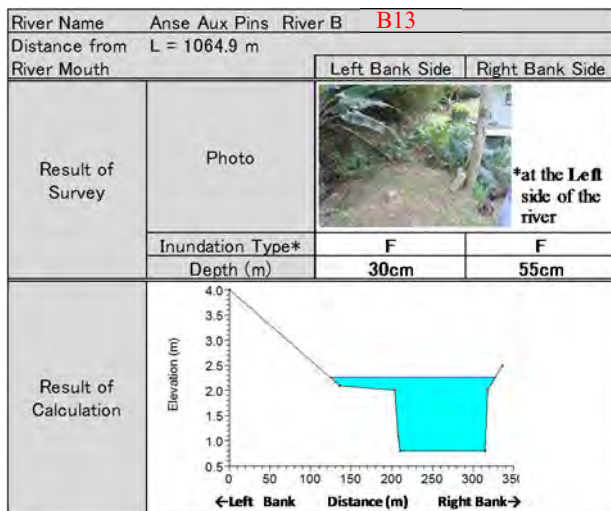 River Name Anse Aux Pins River B B13
Distance from River Mouth L = 1064.9 m
Left Bank Side Right Bank Side
Result of Survey
Photo
*at the Left
side of the
river
Inundation Type* F F
Depth (m) 30cm 55cm
Result of Calculation
Elevation (m)
4.0
3.5
3.0
2.5
2.0
1.5
1.0
0.5
0 50 100 150 200 250 300 350
←Left Bank Distance (m) Right Bank→